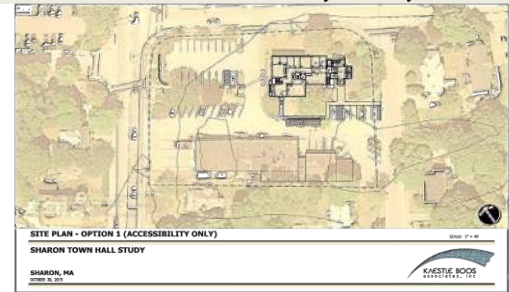 SITE PLAN - OPTION 1 (ACCESSIBILITY ONLY)
SHARON TOWN HALL STUDY
SHARON, MA
KAESTLE BOOS
associates, inc